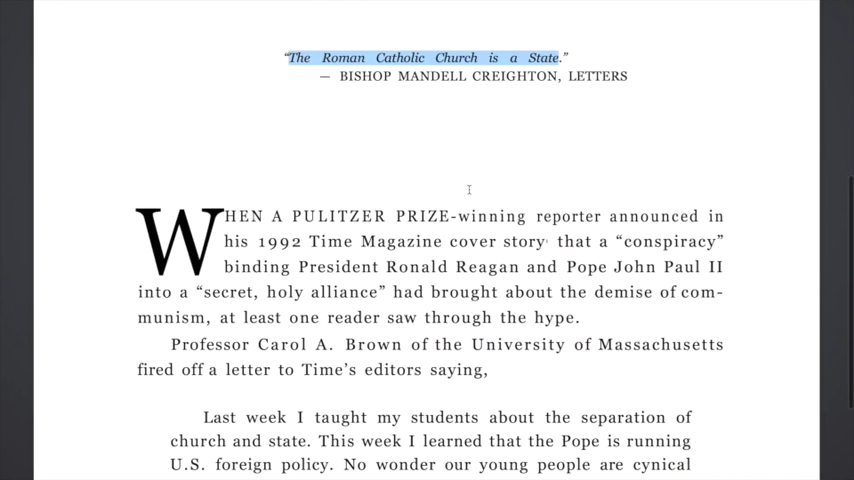 “The Roman Catholic Church is a State.”
— BISHOP MANDELL CREIGHTON, LETTERS
WHEN A PULITZER PRIZE-winning reporter announced in
his 1992 Time Magazine cover story that a “conspiracy”
binding President Ronald Reagan and Pope John Paul II
into a “secret, holy alliance” had brought about the demise of com-
munism, at least one reader saw through the hype.
Professor Carol A. Brown of the University of Massachusetts
fired off a letter to Time’s editors saying,
Last week I taught my students about the separation of
church and state. This week I learned that the Pope is running
U.S. foreign policy. No wonder our young people are cynical